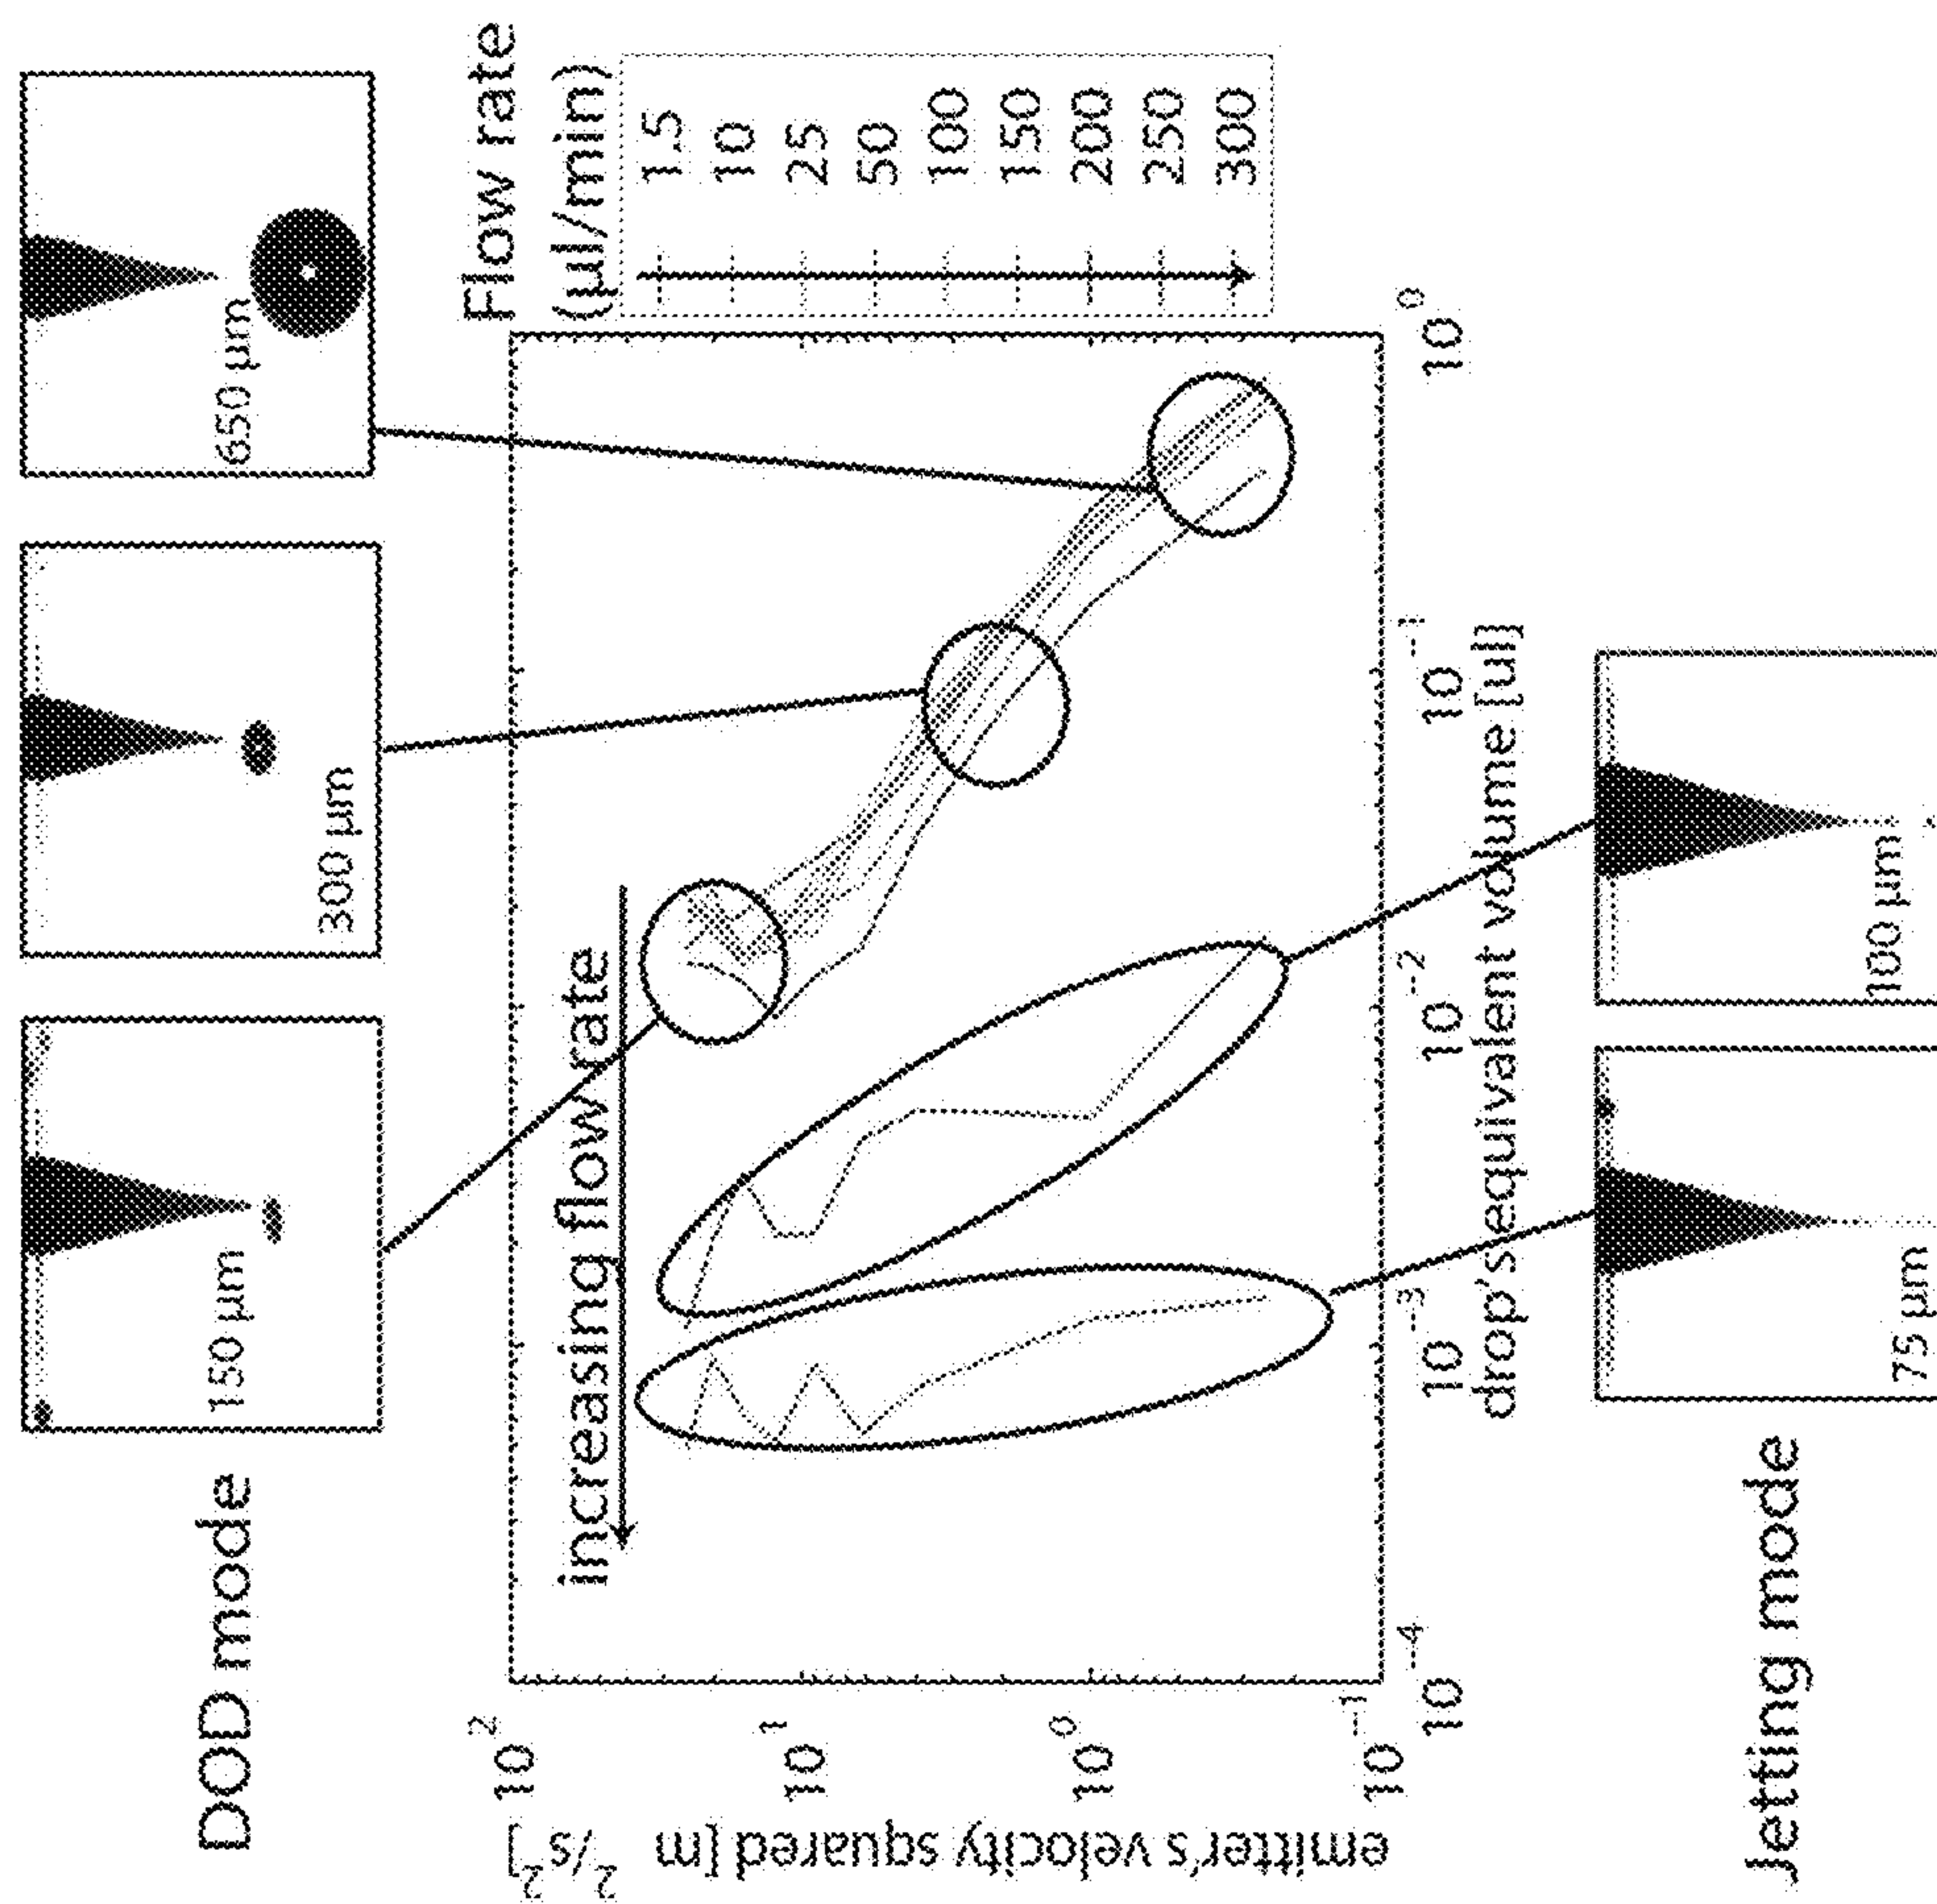 DOD mode
150 µm
300 µm
650 µm
increasing flow rate
Flow rate
(µl/min)
1.5
10
25
50
100
150
200
250
300
emitter's velocity squared [m²/s²]
10²
10¹
10⁰
10⁻¹
10⁻⁴
10⁻³
10⁻²
10⁻¹
10⁰
drop's equivalent volume [ul]
Jetting mode
75 µm
100 µm